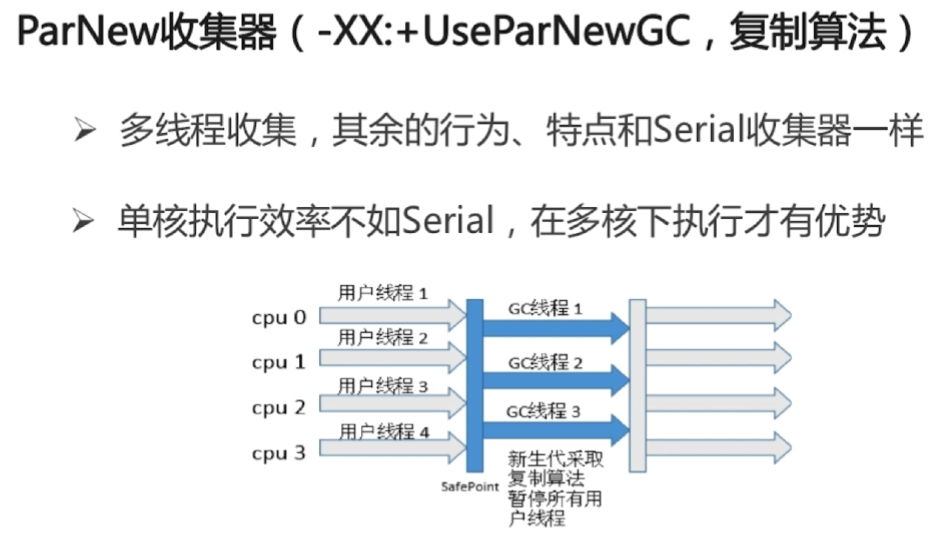 ParNew收集器（-XX:+UseParNewGC，复制算法）
➢ 多线程收集，其余的行为、特点和Serial收集器一样
➢ 单核执行效率不如Serial，在多核下执行才有优势
用户线程 1
GC线程 1
cpu 0
用户线程 2
cpu 1
GC线程 2
用户线程 3
cpu 2
GC线程 3
用户线程 4
cpu 3
SafePoint
新生代采取
复制算法
暂停所有用
户线程